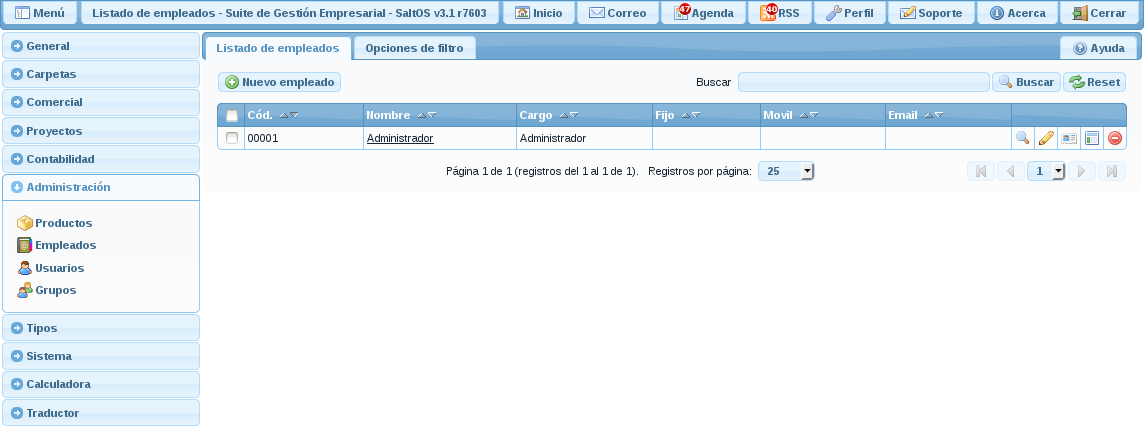 Menú Listado de empleados - Suite de Gestión Empresarial - SaltOS v3.1 r7603 Inicio Correo 47 Agenda 40 RSS Perfil Soporte Acerca Cerrar
General
Carpetas
Comercial
Proyectos
Contabilidad
Administración
Productos
Empleados
Usuarios
Grupos
Tipos
Sistema
Calculadora
Traductor
Listado de empleados Opciones de filtro Ayuda
Nuevo empleado Buscar Buscar Reset
Cód. Nombre Cargo Fijo Movil Email
00001 Administrador Administrador
Página 1 de 1 (registros del 1 al 1 de 1). Registros por página: 25 1